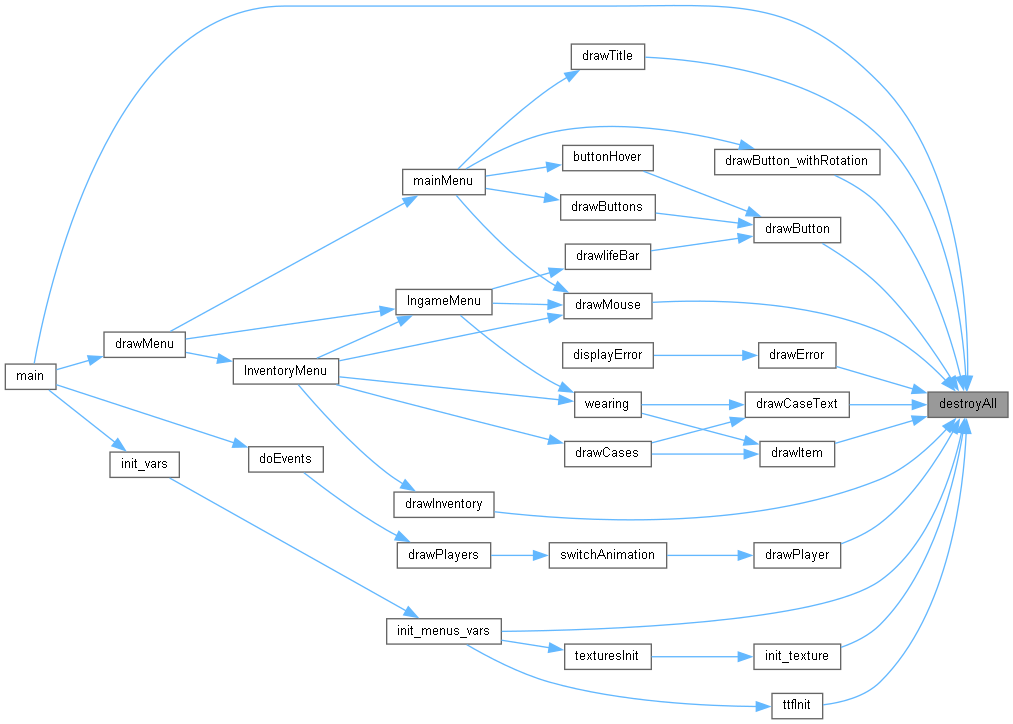 drawTitle
buttonHover
drawButton_withRotation
mainMenu
drawButtons
drawButton
drawlifeBar
IngameMenu
drawMouse
drawMenu
displayError
drawError
main
InventoryMenu
wearing
drawCaseText
destroyAll
init_vars
doEvents
drawCases
drawItem
drawInventory
drawPlayers
switchAnimation
drawPlayer
init_menus_vars
texturesInit
init_texture
ttfInit